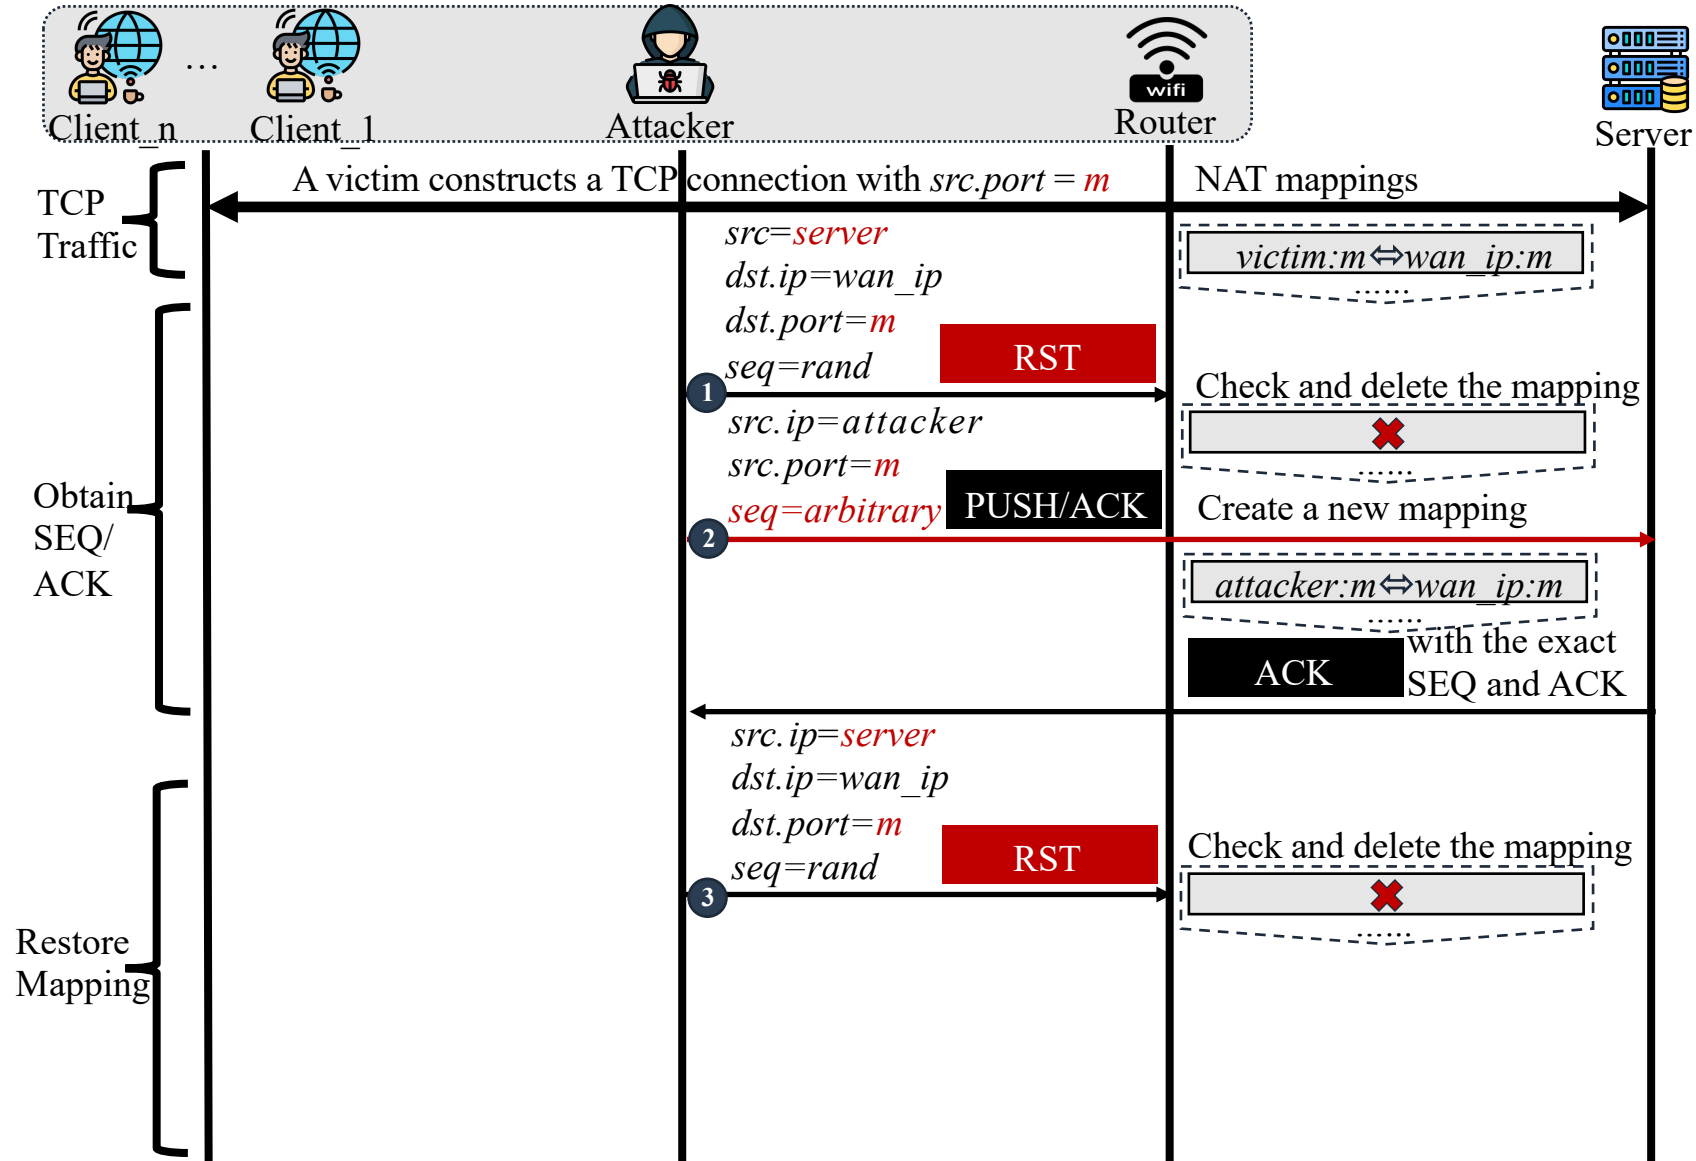 Client_n
...
Client_1
Attacker
wifi
Router
Server
TCP
Traffic
A victim constructs a TCP connection with src.port = m
NAT mappings
src=server
dst.ip=wan_ip
dst.port=m
seq=rand
RST
victim:m⇔wan_ip:m
......
1
Check and delete the mapping
......
Obtain
SEQ/
ACK
src.ip=attacker
src.port=m
seq=arbitrary
PUSH/ACK
2
Create a new mapping
attacker:m⇔wan_ip:m
......
ACK
with the exact
SEQ and ACK
Restore
Mapping
src.ip=server
dst.ip=wan_ip
dst.port=m
seq=rand
RST
3
Check and delete the mapping
......